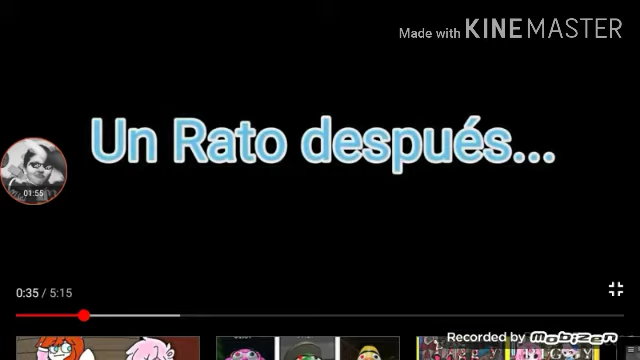 Made with KINEMASTER
Un Rato después...
01:55
0:35 / 5:15
Recorded by Mobizen